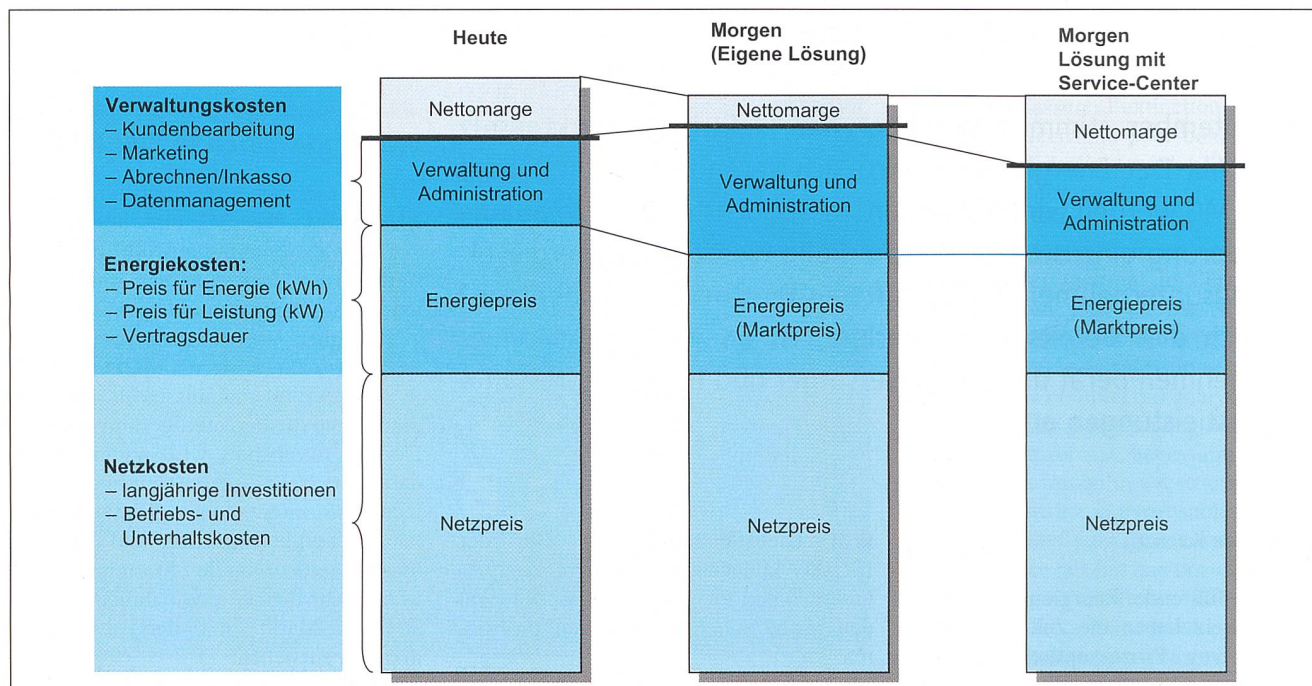 Heute
Morgen
(Eigene Lösung)
Morgen
Lösung mit
Service-Center
Verwaltungskosten
– Kundenbearbeitung
– Marketing
– Abrechnen/Inkasso
– Datenmanagement
Energiekosten:
– Preis für Energie (kWh)
– Preis für Leistung (kW)
– Vertragsdauer
Netzkosten
– langjährige Investitionen
– Betriebs- und
Unterhaltskosten
Nettomarge
Verwaltung und
Administration
Energiepreis
Netzpreis
Nettomarge
Verwaltung und
Administration
Energiepreis
(Marktpreis)
Netzpreis
Nettomarge
Verwaltung und
Administration
Energiepreis
(Marktpreis)
Netzpreis